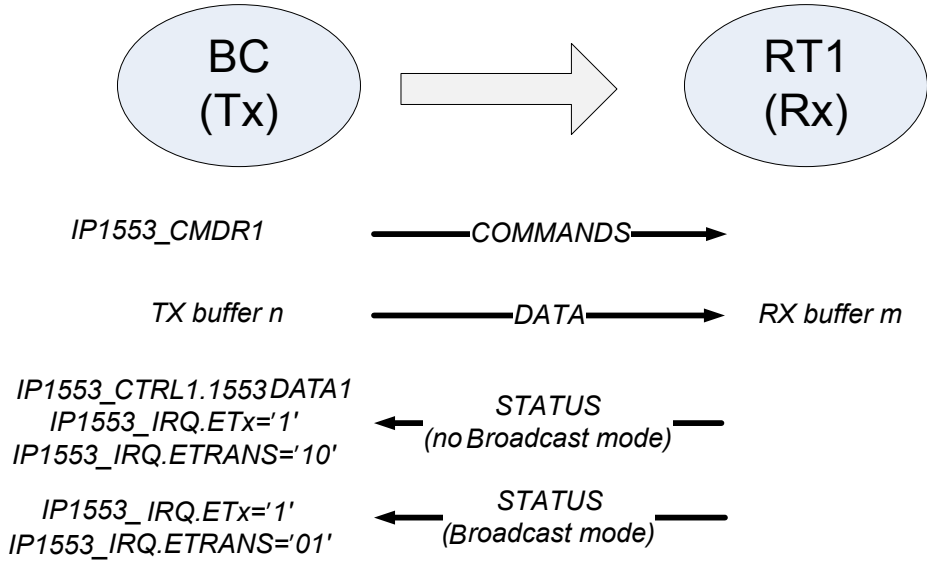 BC
(Tx)
RT1
(Rx)
IP1553_CMDR1
COMMANDS
TX buffer n
DATA
RX buffer m
IP1553_CTRL1.1553DATA1
IP1553_IRQ.ETx='1'
IP1553_IRQ.ETRANS='10'
STATUS
(no Broadcast mode)
IP1553_ IRQ.ETx='1'
IP1553_IRQ.ETRANS='01'
STATUS
(Broadcast mode)